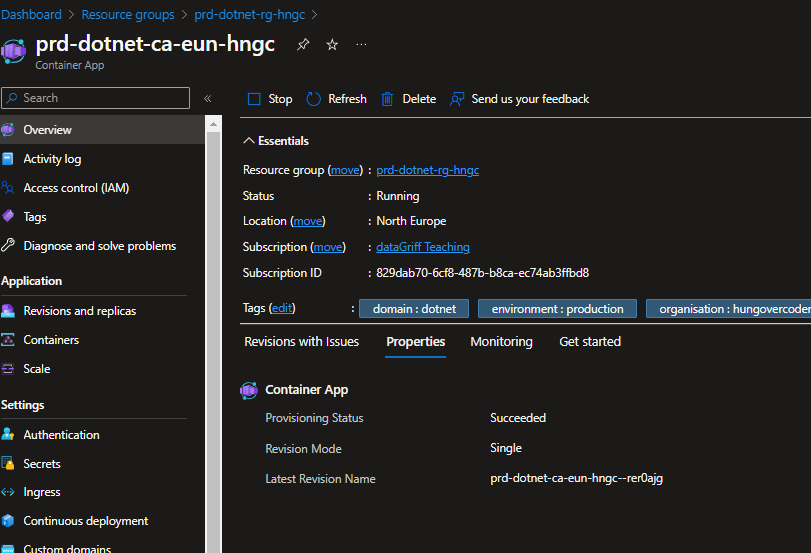 Dashboard > Resource groups > prd-dotnet-rg-hngc >
prd-dotnet-ca-eun-hngc
Container App
Search
«
Stop
Refresh
Delete
Send us your feedback
Overview
Activity log
Access control (IAM)
Tags
Diagnose and solve problems
Application
Revisions and replicas
Containers
Scale
Settings
Authentication
Secrets
Ingress
Continuous deployment
Custom domains
Essentials
Resource group (move) : prd-dotnet-rg-hngc
Status : Running
Location (move) : North Europe
Subscription (move) : dataGriff Teaching
Subscription ID : 829dab70-6cf8-487b-b8ca-ec74ab3ffbd8
Tags (edit) : domain : dotnet environment : production organisation : hungovercoder
Revisions with Issues Properties Monitoring Get started
Container App
Provisioning Status Succeeded
Revision Mode Single
Latest Revision Name prd-dotnet-ca-eun-hngc--rer0ajg